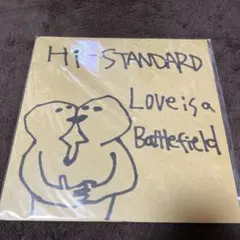 Hi-STANDARD
Love is a
Battlefield